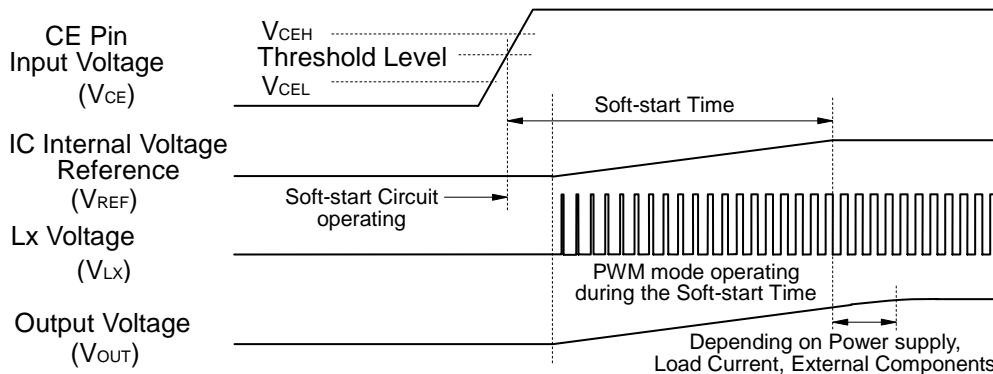 CE Pin
Input Voltage
(VCE)
VCEH
Threshold Level
VCEL
Soft-start Time
IC Internal Voltage
Reference
(VREF)
Soft-start Circuit
operating
Lx Voltage
(VLX)
PWM mode operating
during the Soft-start Time
Output Voltage
(VOUT)
Depending on Power supply,
Load Current, External Components